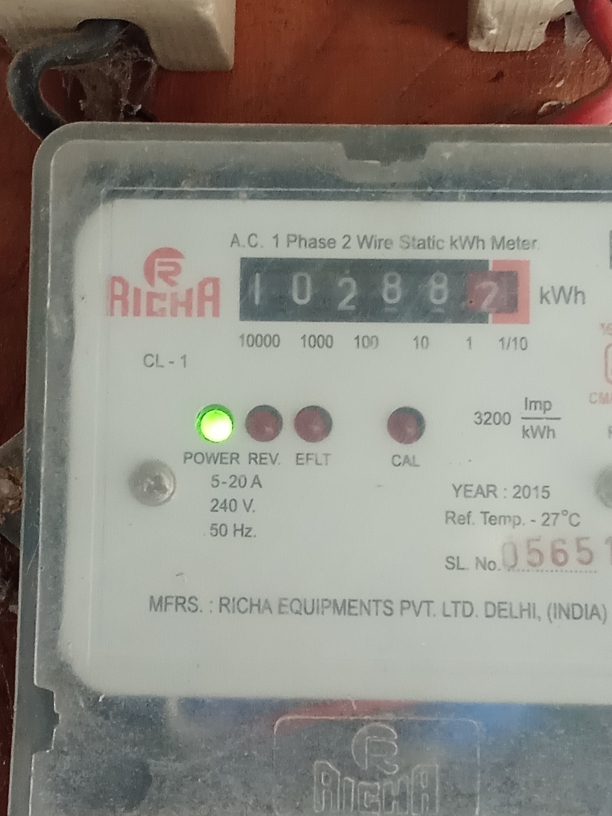 A.C. 1 Phase 2 Wire Static kWh Meter.
R
RICHA
102882 kWh
10000 1000 100 10 1 1/10
CL - 1
3200 Imp
kWh
POWER REV. EFLT CAL
5-20 A
240 V.
50 Hz.
YEAR : 2015
Ref. Temp. - 27°C
SL. No. 05651
MFRS. : RICHA EQUIPMENTS PVT. LTD. DELHI, (INDIA)
R
RICHA